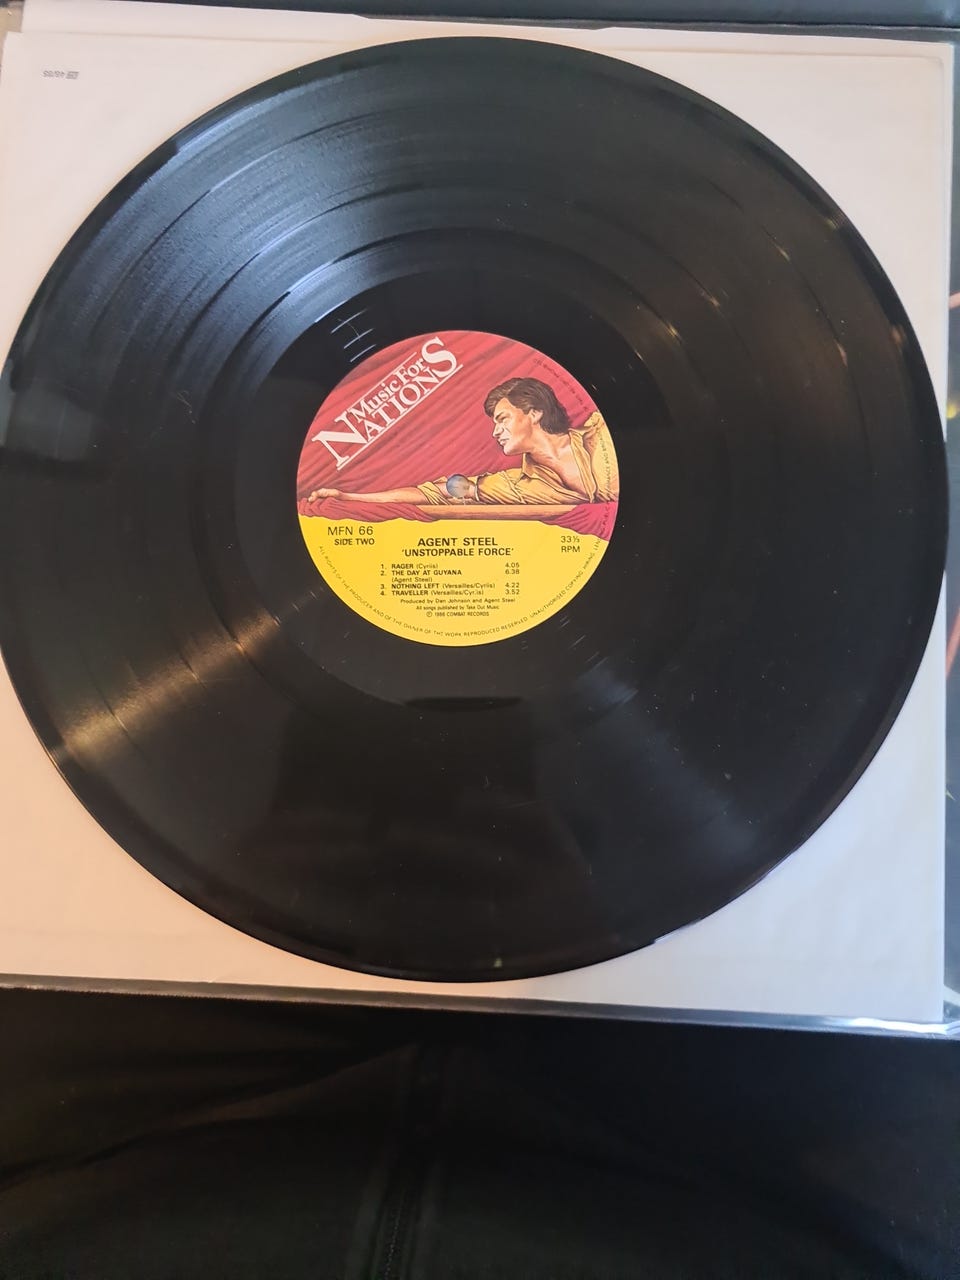 Music For
NATIONS
MFN 66
SIDE TWO
AGENT STEEL
'UNSTOPPABLE FORCE'
33⅓
RPM
1. RAGER (Cyriis) 4.05
2. THE DAY AT GUYANA 6.38
(Agent Steel)
3. NOTHING LEFT (Versailles/Cyriis) 4.22
4. TRAVELLER (Versailles/Cyriis) 3.52
Produced by Dan Johnson and Agent Steel
All songs published by Take Out Music
Ⓟ 1986 COMBAT RECORDS
ALL RIGHTS OF THE PRODUCER AND OF THE OWNER OF THE WORK REPRODUCED RESERVED. UNAUTHORISED COPYING, HIRING,